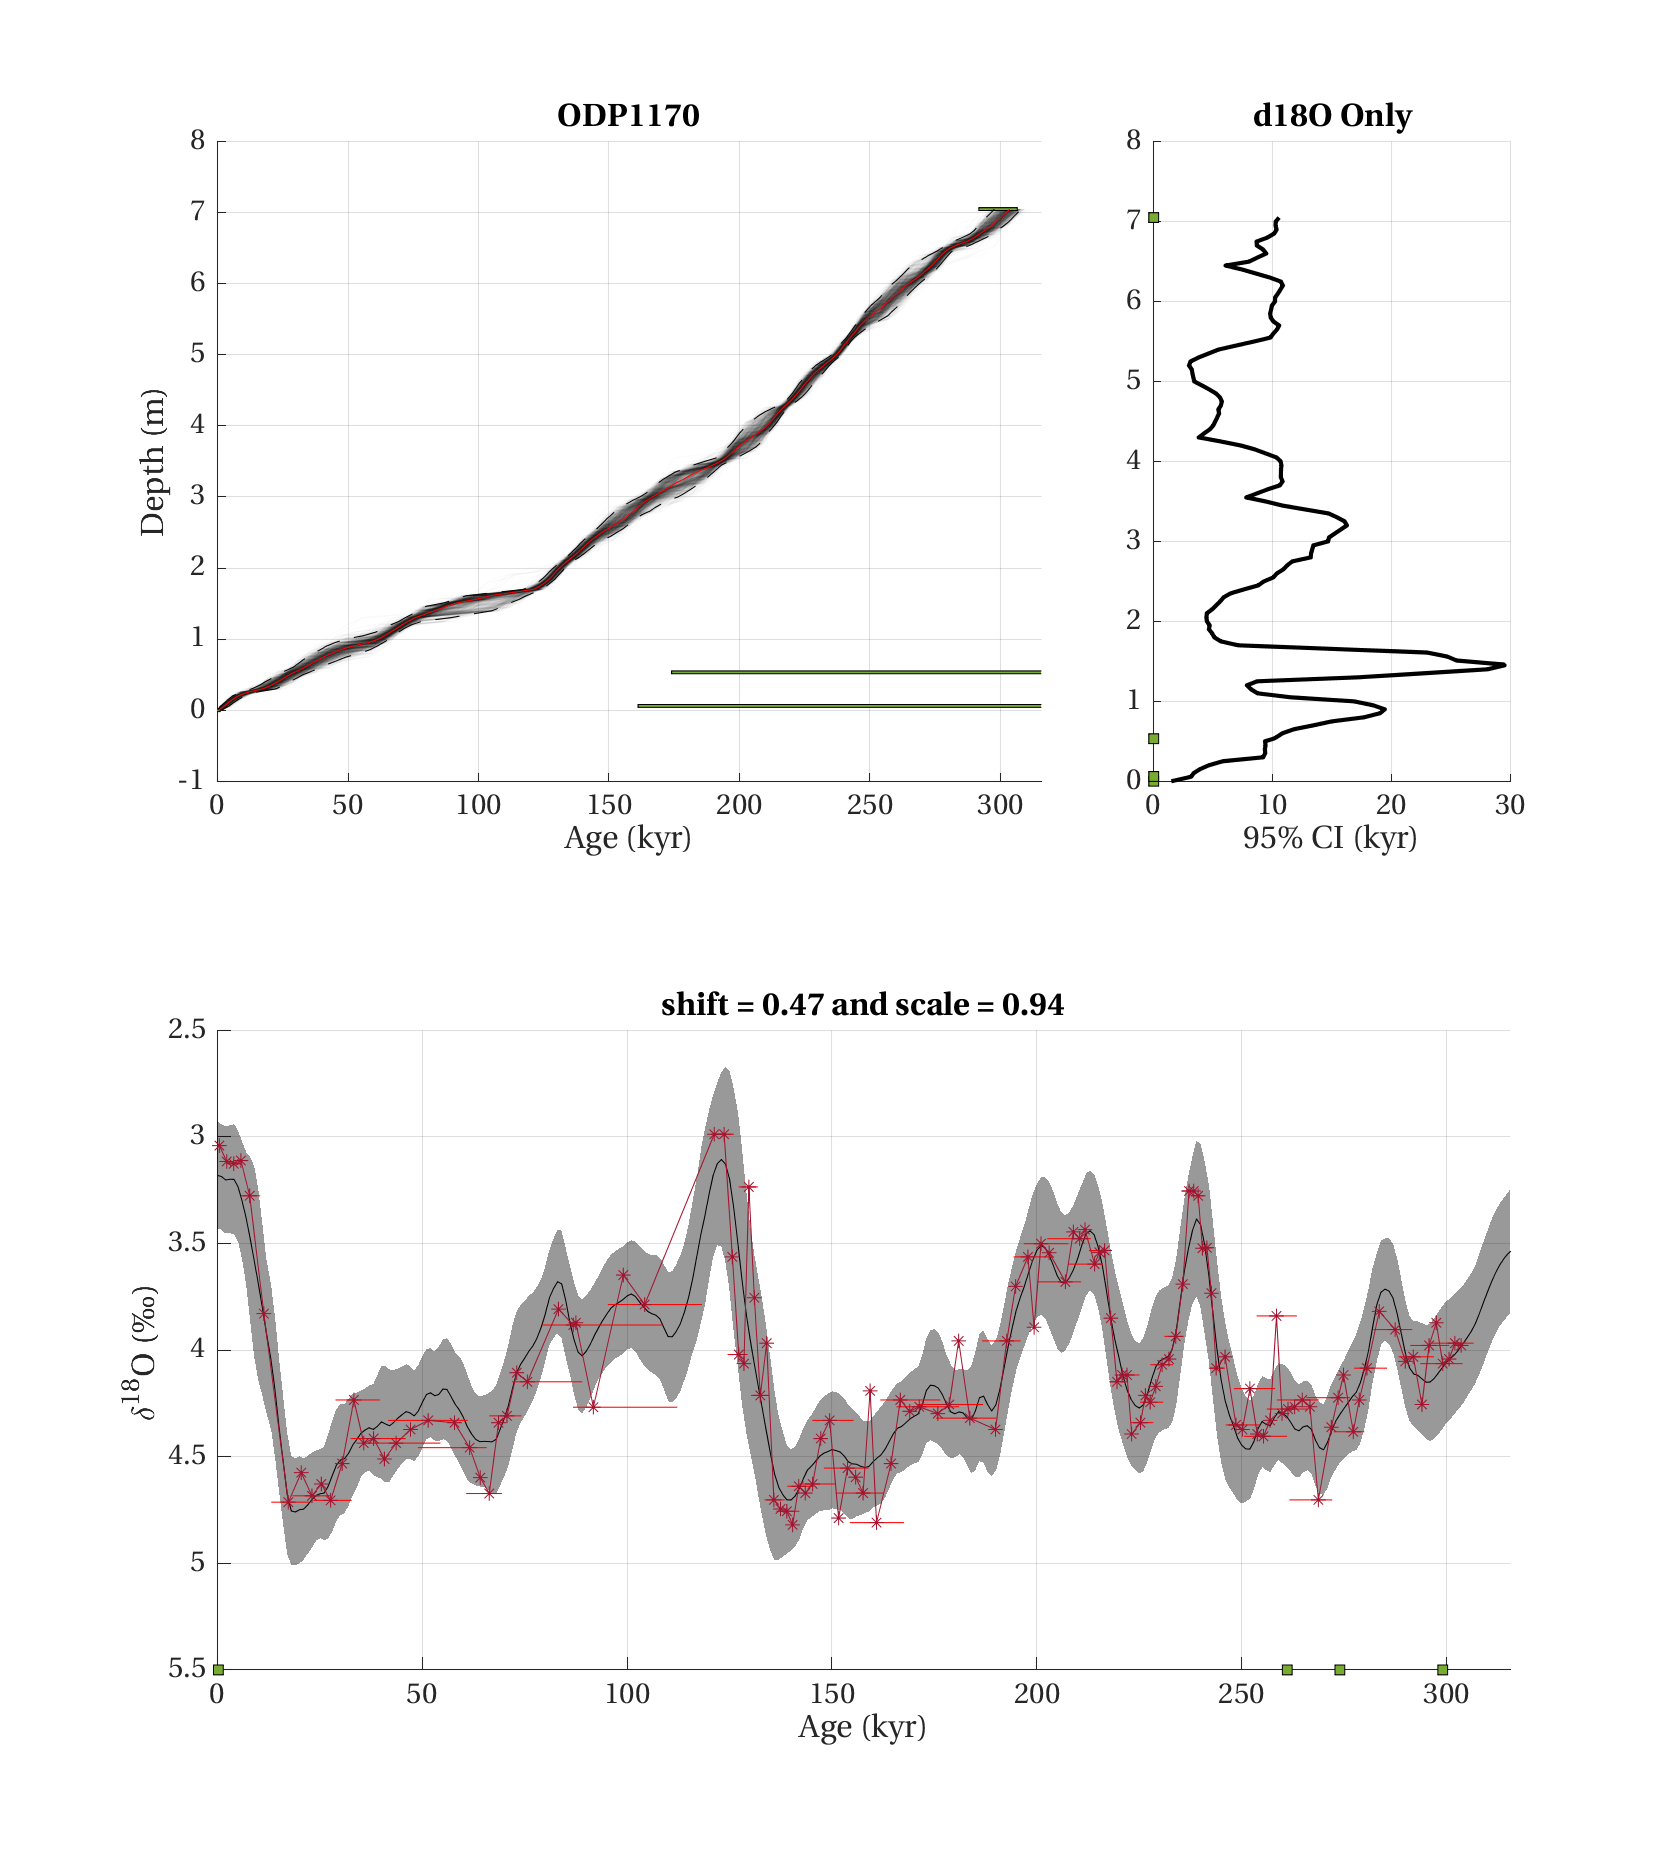 ODP1170
8
7
6
5
4
3
2
1
0
-1
Depth (m)
0 50 100 150 200 250 300
Age (kyr)
d18O Only
8
7
6
5
4
3
2
1
0
0 10 20 30
95% CI (kyr)
shift = 0.47 and scale = 0.94
2.5
3
3.5
4
4.5
5
5.5
δ18O (‰)
0 50 100 150 200 250 300
Age (kyr)